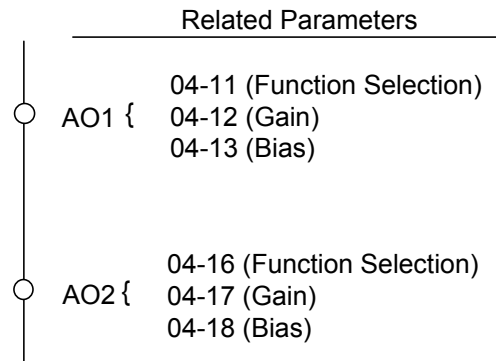 Related Parameters
04-11 (Function Selection)
AO1 { 04-12 (Gain)
04-13 (Bias)
04-16 (Function Selection)
AO2 { 04-17 (Gain)
04-18 (Bias)